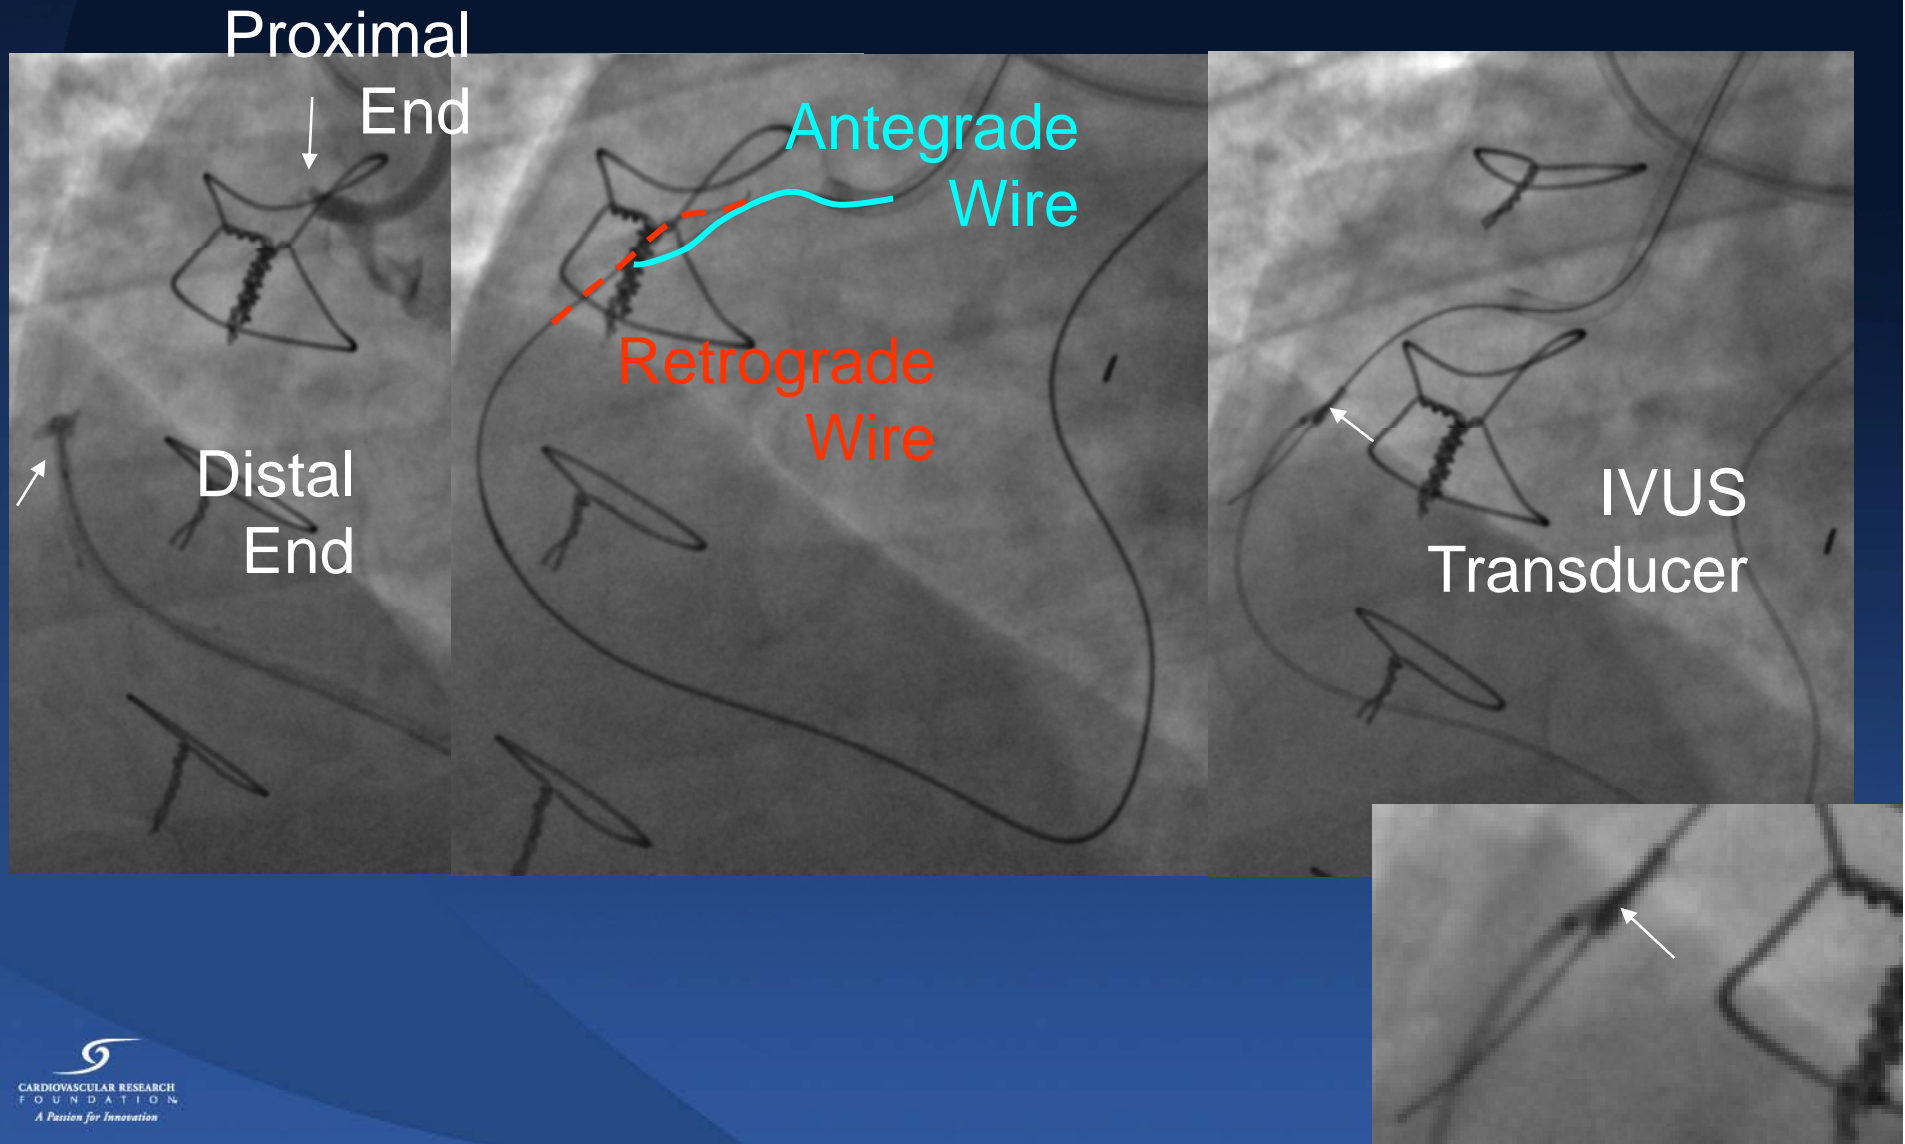 Proximal
End
Distal
End
Antegrade
Wire
Retrograde
Wire
IVUS
Transducer
CARDIOVASCULAR RESEARCH
FOUNDATION
A Passion for Innovation